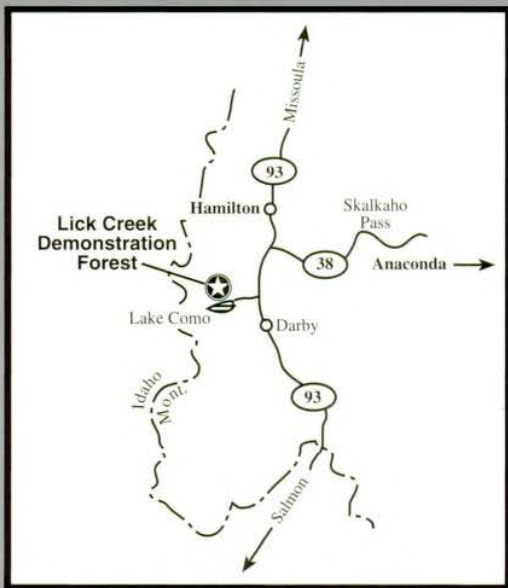 Missoula
93
Hamilton
Skalkaho
Pass
Lick Creek
Demonstration
Forest
38
Anaconda
Lake Como
Darby
Idaho
Mont.
93
Salmon